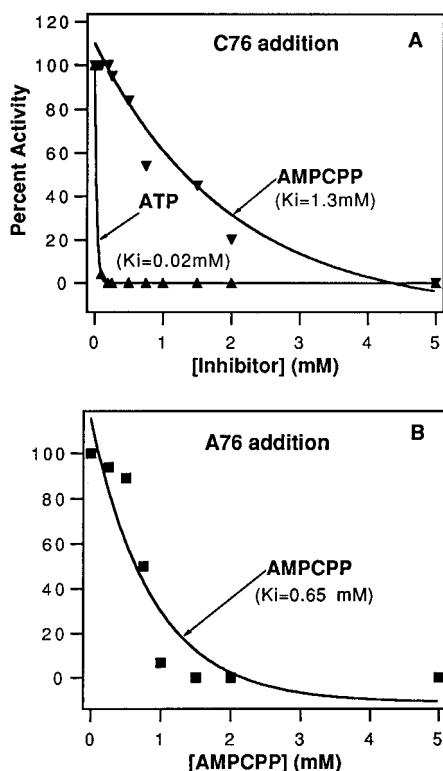 C76 addition
A
Percent Activity
120
100
80
60
40
20
0
ATP
(Ki=0.02mM)
AMPCPP
(Ki=1.3mM)
0 1 2 3 4 5
[Inhibitor] (mM)
A76 addition
B
100
80
60
40
20
0
AMPCPP
(Ki=0.65 mM)
0 1 2 3 4 5
[AMPCPP] (mM)